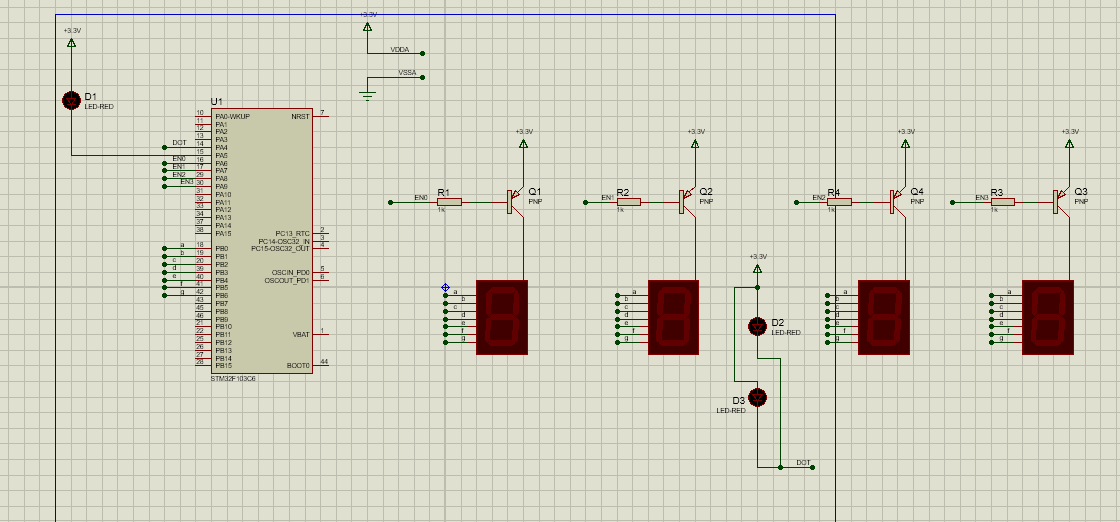 +3.3V
D1
LED-RED
+3.3V
VDDA
VSSA
U1
10 PA0-WKUP NRST 7
11 PA1
12 PA2
13 PA3
DOT 14 PA4
15 PA5
EN0 16 PA6
EN1 17 PA7
EN2 29 PA8
EN3 30 PA9
31 PA10
32 PA11
33 PA12
34 PA13
37 PA14
38 PA15
PC13_RTC 2
PC14-OSC32_IN 3
PC15-OSC32_OUT 4
a 18 PB0
b 19 PB1
c 20 PB2
d 39 PB3 OSCIN_PD0 5
e 40 PB4 OSCOUT_PD1 6
f 41 PB5
g 42 PB6
43 PB7
45 PB8
46 PB9
21 PB10
22 PB11 VBAT 1
25 PB12
26 PB13
27 PB14
28 PB15 BOOT0 44
STM32F103C6
+3.3V
EN0 R1 1k
Q1
PNP
a
b
c
d
e
f
g
+3.3V
EN1 R2 1k
Q2
PNP
a
b
c
d
e
f
g
+3.3V
D2
LED-RED
D3
LED-RED
DOT
+3.3V
EN2 R4 1k
Q4
PNP
a
b
c
d
e
f
g
+3.3V
EN3 R3 1k
Q3
PNP
a
b
c
d
e
f
g